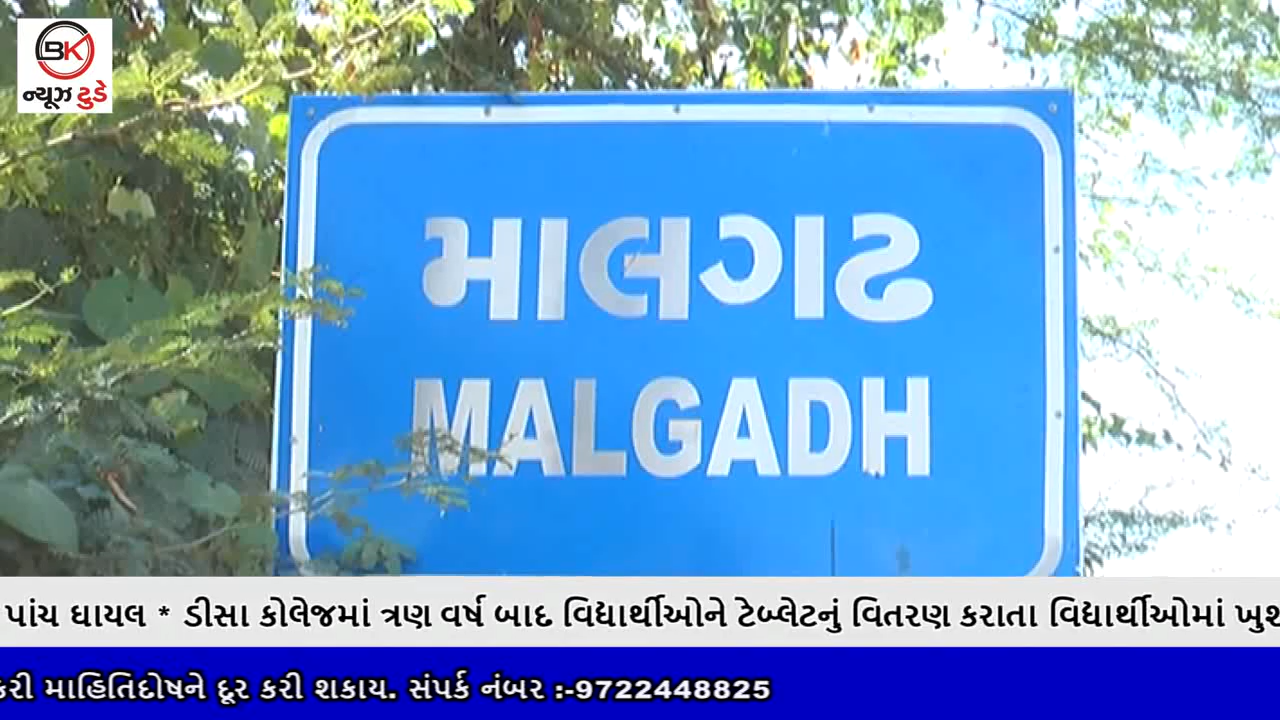 BK
ન્યૂઝ ટુડે
માલગઢ
MALGADH
પાંચ ઘાયલ * ડીસા કોલેજમાં ત્રણ વર્ષ બાદ વિદ્યાર્થીઓને ટેબ્લેટનું વિતરણ કરાતા વિદ્યાર્થીઓમાં ખુશ
કરી માહિતિદોષને દૂર કરી શકાય. સંપર્ક નંબર :-9722448825